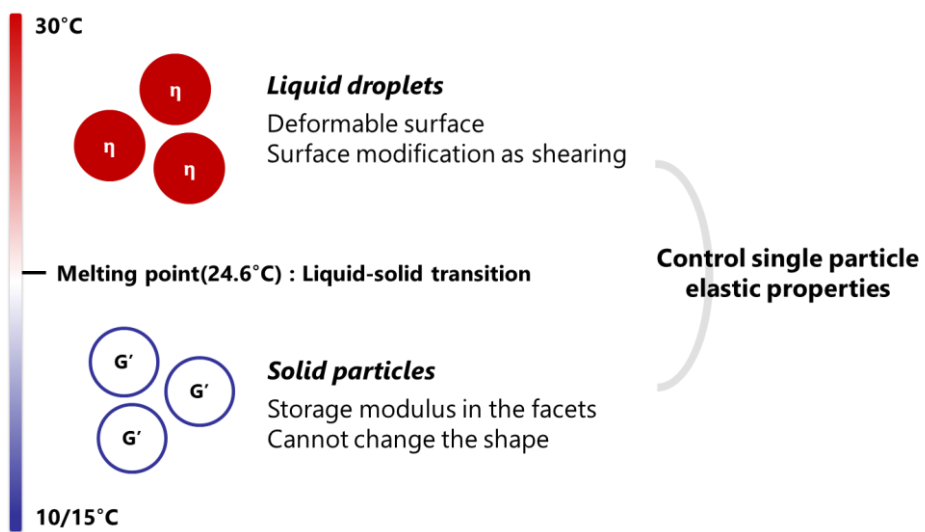 30°C
η
η
η
Liquid droplets
Deformable surface
Surface modification as shearing
Melting point(24.6°C) : Liquid-solid transition
Control single particle
elastic properties
G′
G′
G′
Solid particles
Storage modulus in the facets
Cannot change the shape
10/15°C